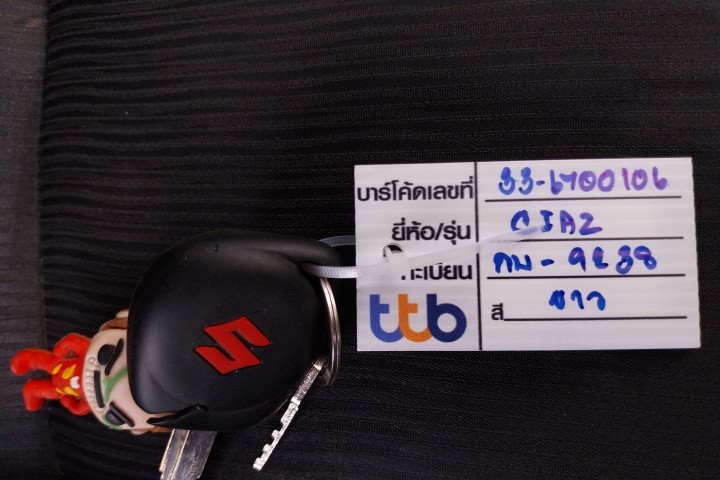 บาร์โค้ดเลขที่ 33-6700106
ยี่ห้อ/รุ่น CIAZ
ทะเบียน กม-9288
สี ขาว
ttb